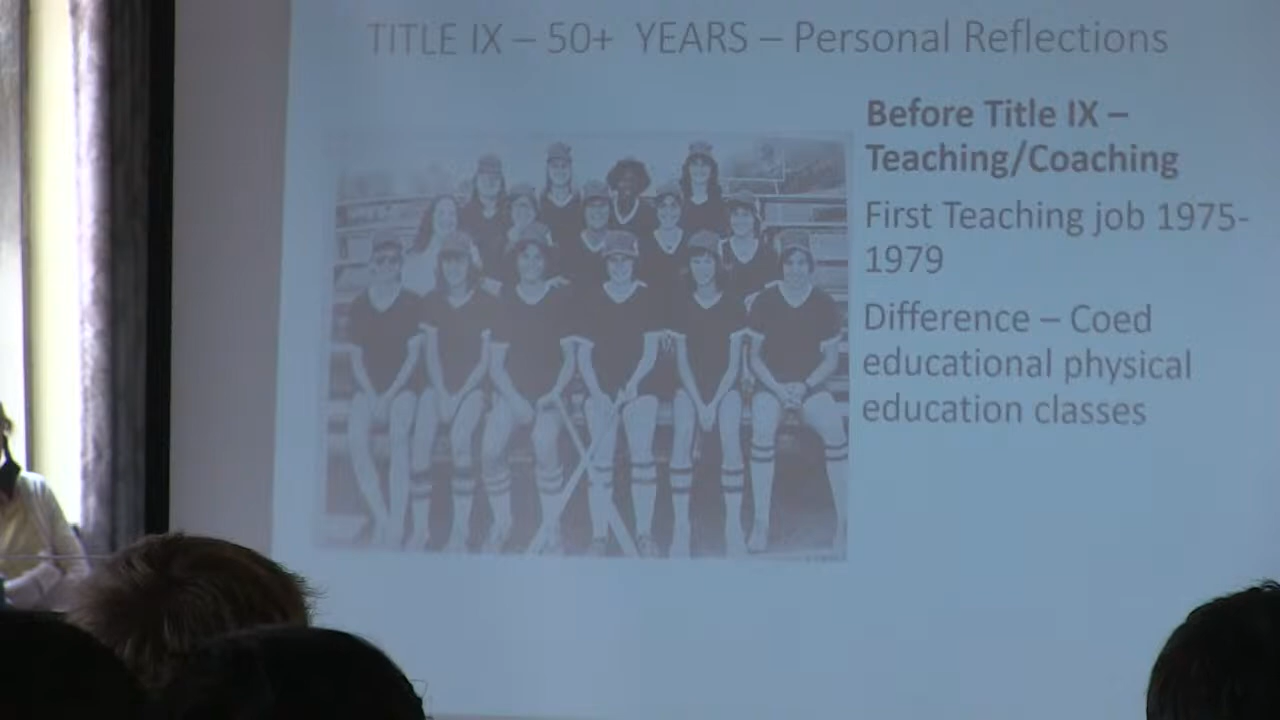 TITLE IX – 50+ YEARS – Personal Reflections
Before Title IX –
Teaching/Coaching
First Teaching job 1975-
1979
Difference – Coed
educational physical
education classes